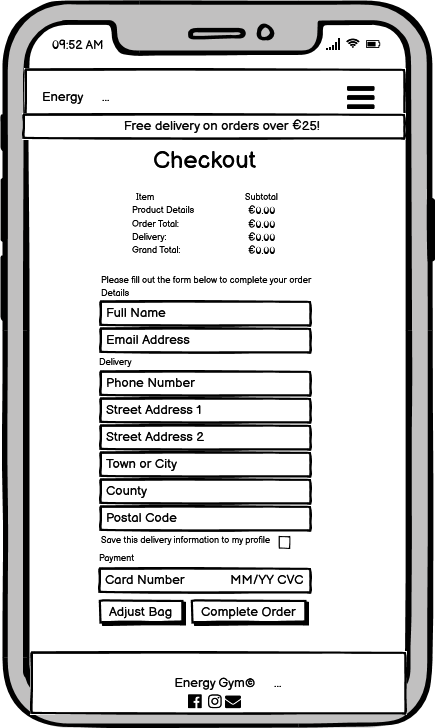 09:52 AM
Energy ...
Free delivery on orders over €25!
Checkout
Item Subtotal
Product Details €0.00
Order Total: €0.00
Delivery: €0.00
Grand Total: €0.00
Please fill out the form below to complete your order
Details
Full Name
Email Address
Delivery
Phone Number
Street Address 1
Street Address 2
Town or City
County
Postal Code
Save this delivery information to my profile
Payment
Card Number MM/YY CVC
Adjust Bag Complete Order
Energy Gym© ...